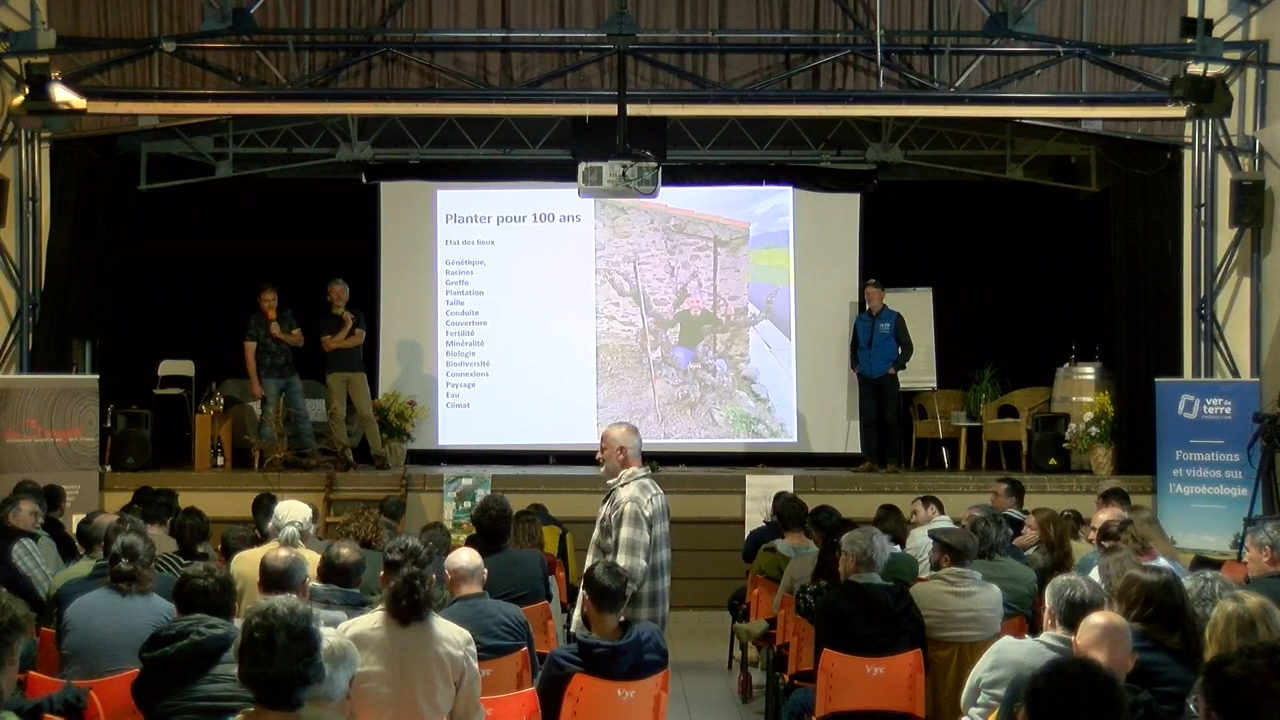 Planter pour 100 ans
Etat des lieux
Génétique,
Racines
Greffe
Plantation
Taille
Conduite
Couverture
Fertilité
Minéralité
Biologie
Biodiversité
Connexions
Paysage
Eau
Climat
ver de
terre
Formations
et vidéos sur
l'Agroécologie
Vyc
Vyc